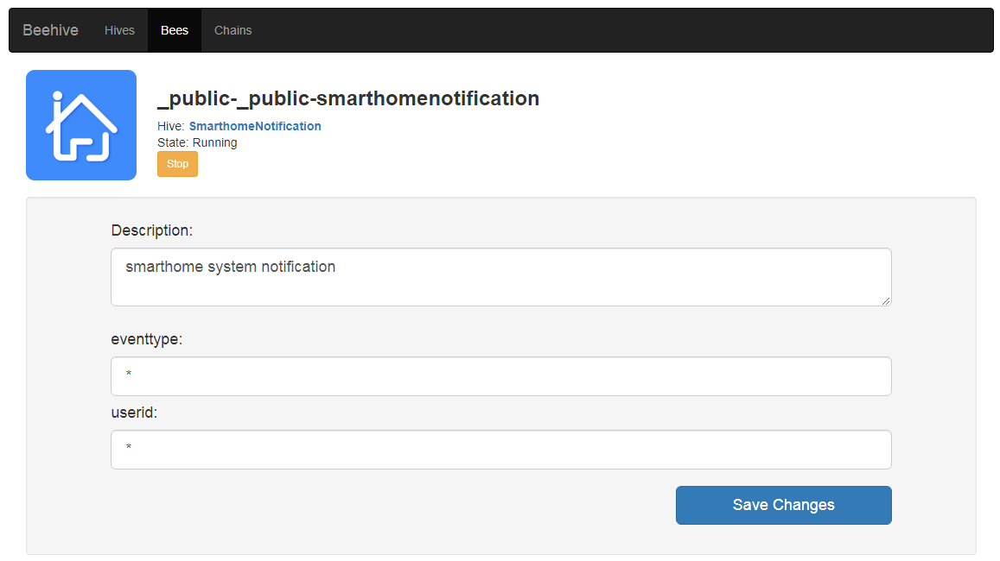 Beehive Hives Bees Chains
_public-_public-smarthomenotification
Hive: SmarthomeNotification
State: Running
Stop
Description:
smarthome system notification
eventtype:
*
userid:
*
Save Changes